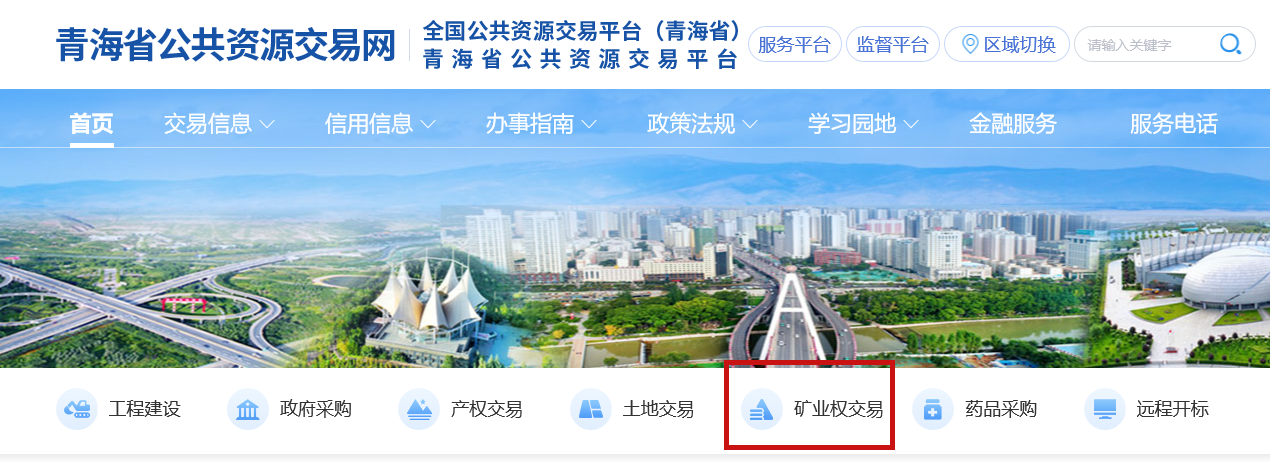 青海省公共资源交易网
全国公共资源交易平台（青海省）
青海省公共资源交易平台
服务平台 监督平台 区域切换 请输入关键字
首页 交易信息 信用信息 办事指南 政策法规 学习园地 金融服务 服务电话
工程建设 政府采购 产权交易 土地交易 矿业权交易 药品采购 远程开标